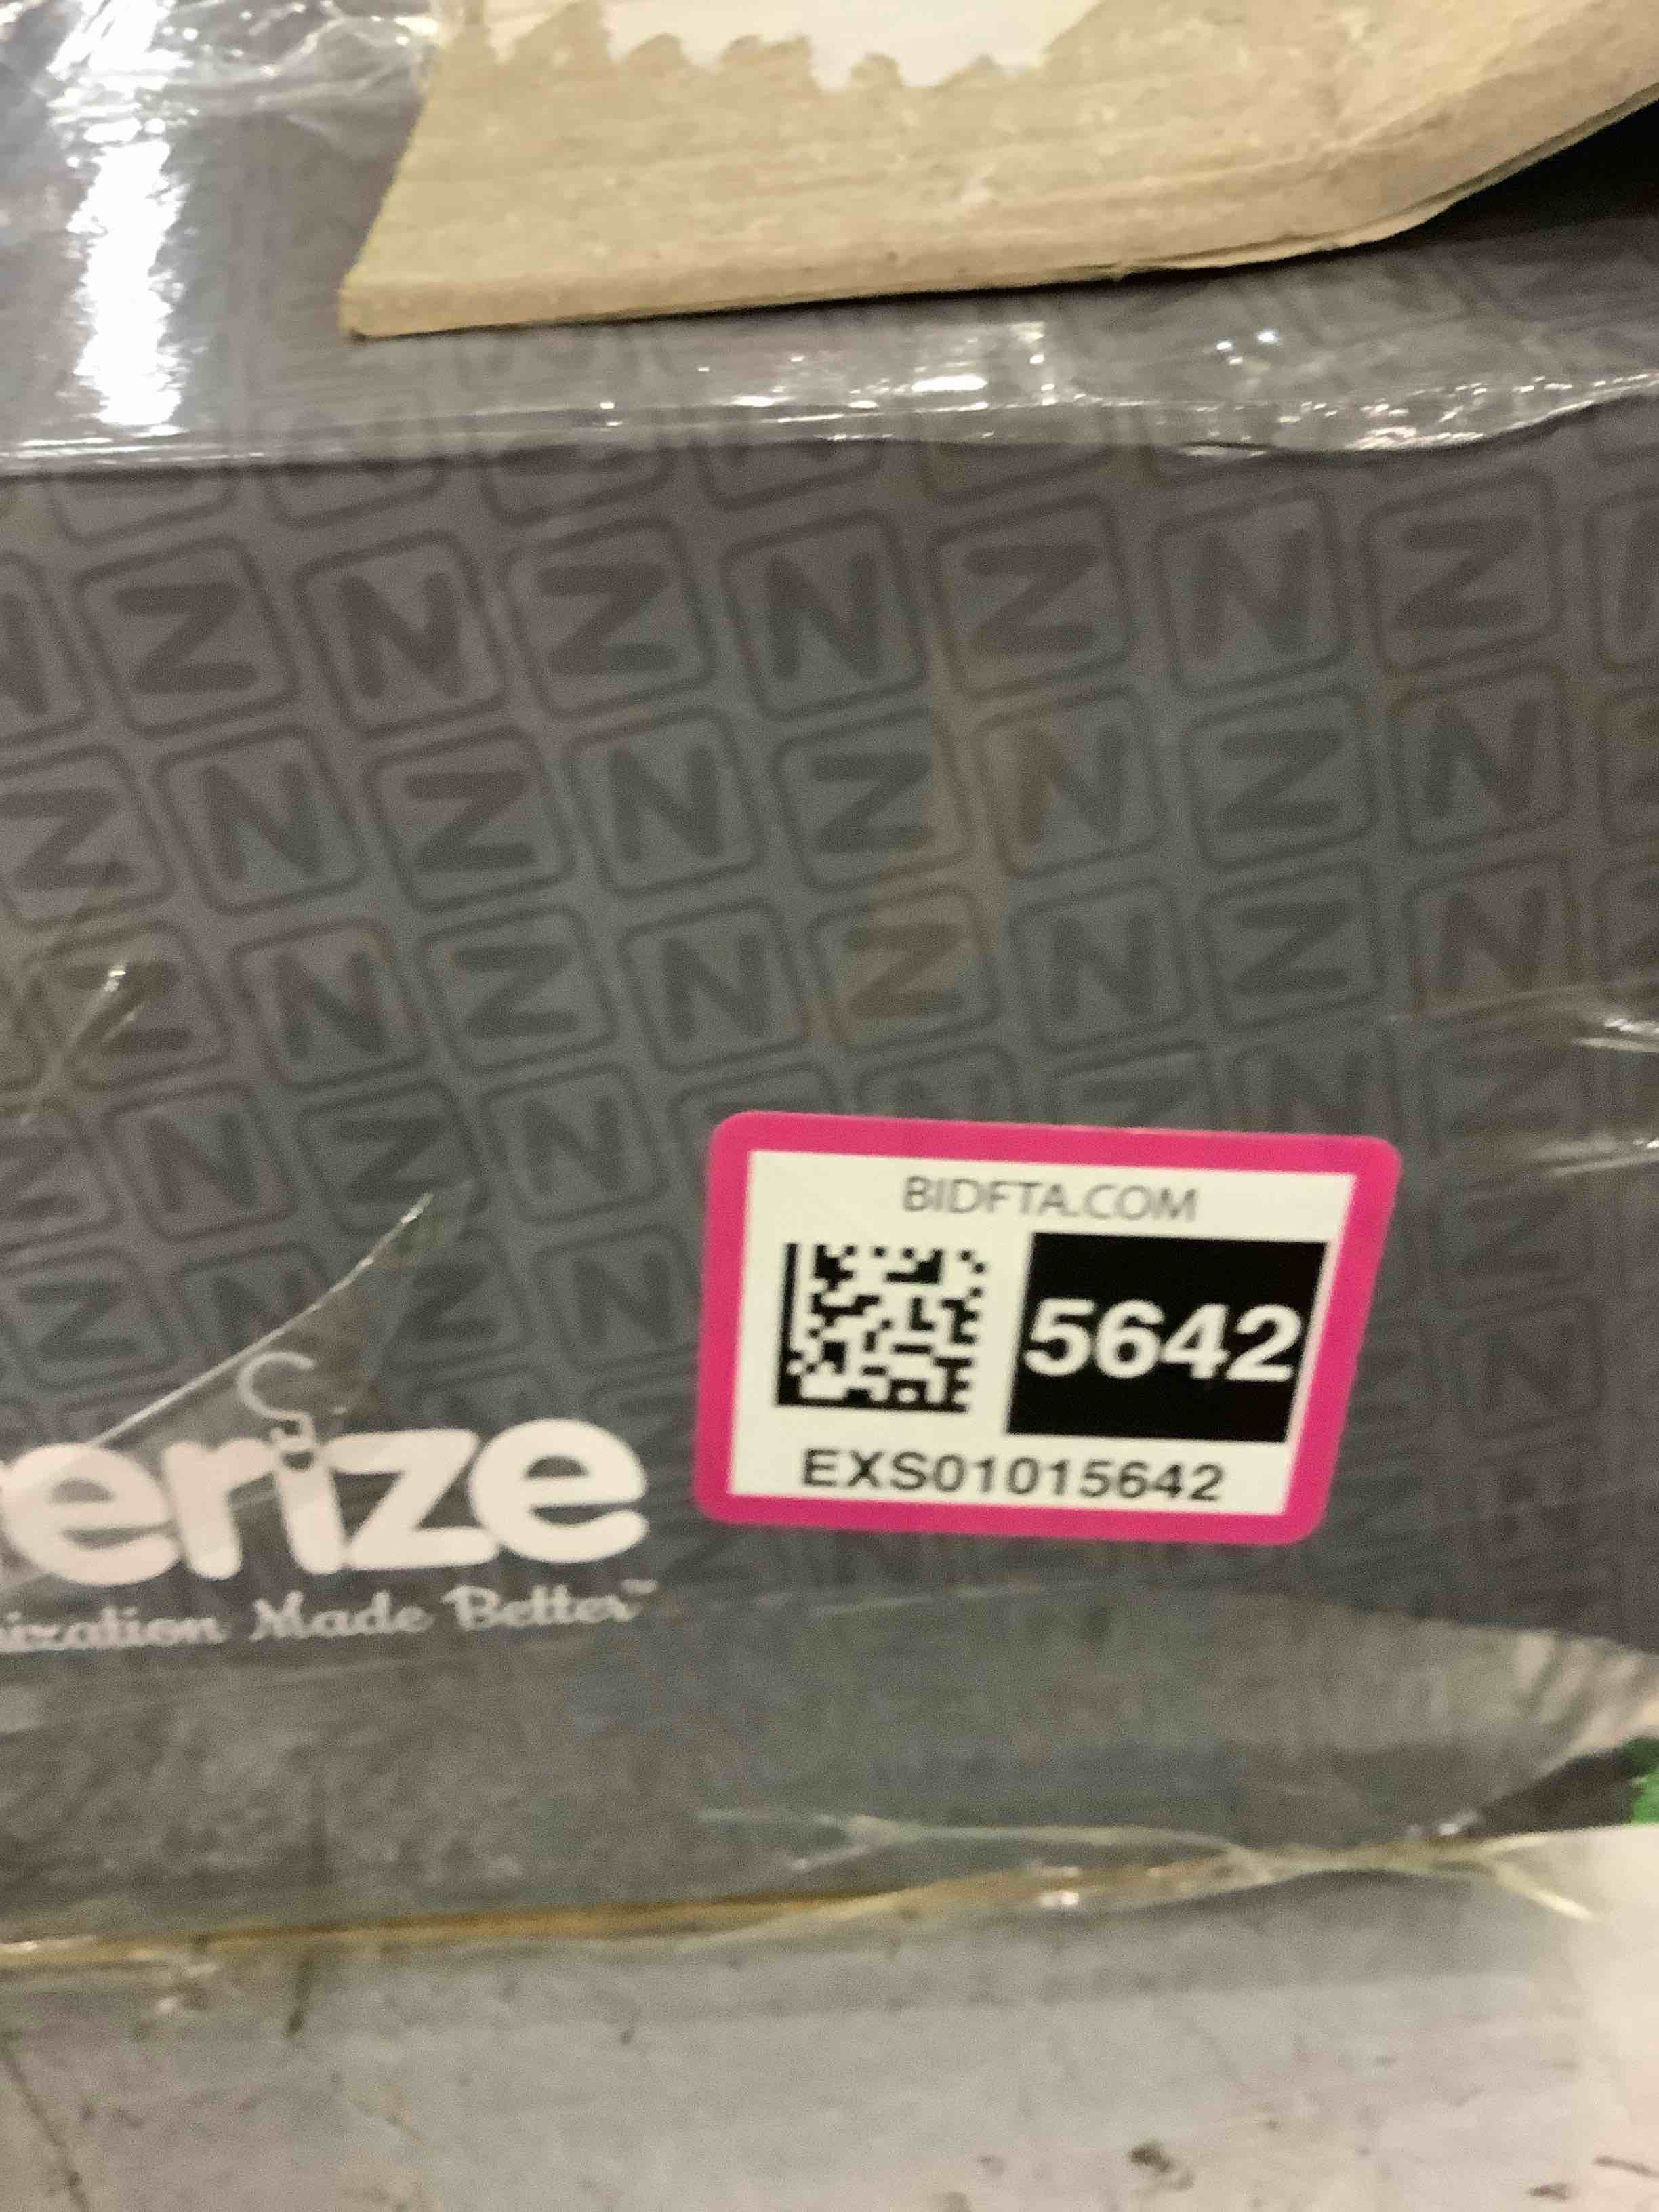 BIDFTA.COM
5642
EXS01015642
erize
ization Made Better™